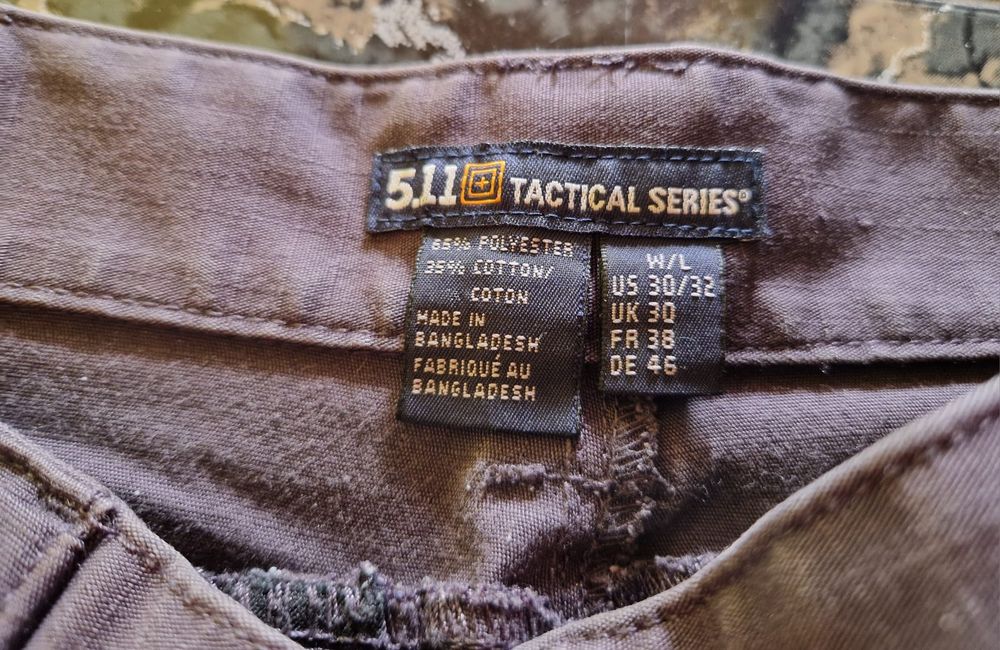 5.11 TACTICAL SERIES®
65% POLYESTER
35% COTTON/
COTON
MADE IN
BANGLADESH
FABRIQUÉ AU
BANGLADESH
W/L
US 30/32
UK 30
FR 38
DE 46